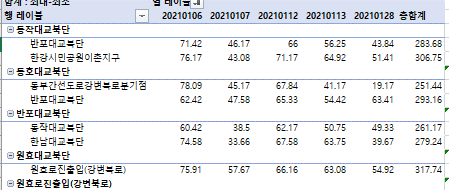 합계 : 최대-최소 열 레이블
행 레이블 20210106 20210107 20210112 20210113 20210128 총합계
동작대교북단
반포대교북단 71.42 46.17 66 56.25 43.84 283.68
한강시민공원이촌지구 76.17 43.08 71.17 64.92 51.41 306.75
동호대교북단
동부간선도로강변북로분기점 78.09 45.17 67.84 41.17 19.17 251.44
반포대교북단 62.42 47.58 65.33 54.42 63.41 293.16
반포대교북단
동작대교북단 60.42 38.5 62.17 50.75 49.33 261.17
한남대교북단 74.58 33.66 67.58 63.75 39.67 279.24
원효대교북단
원효로진출입(강변북로) 75.91 57.67 66.16 63.08 54.92 317.74
원효로진출입(강변북로)